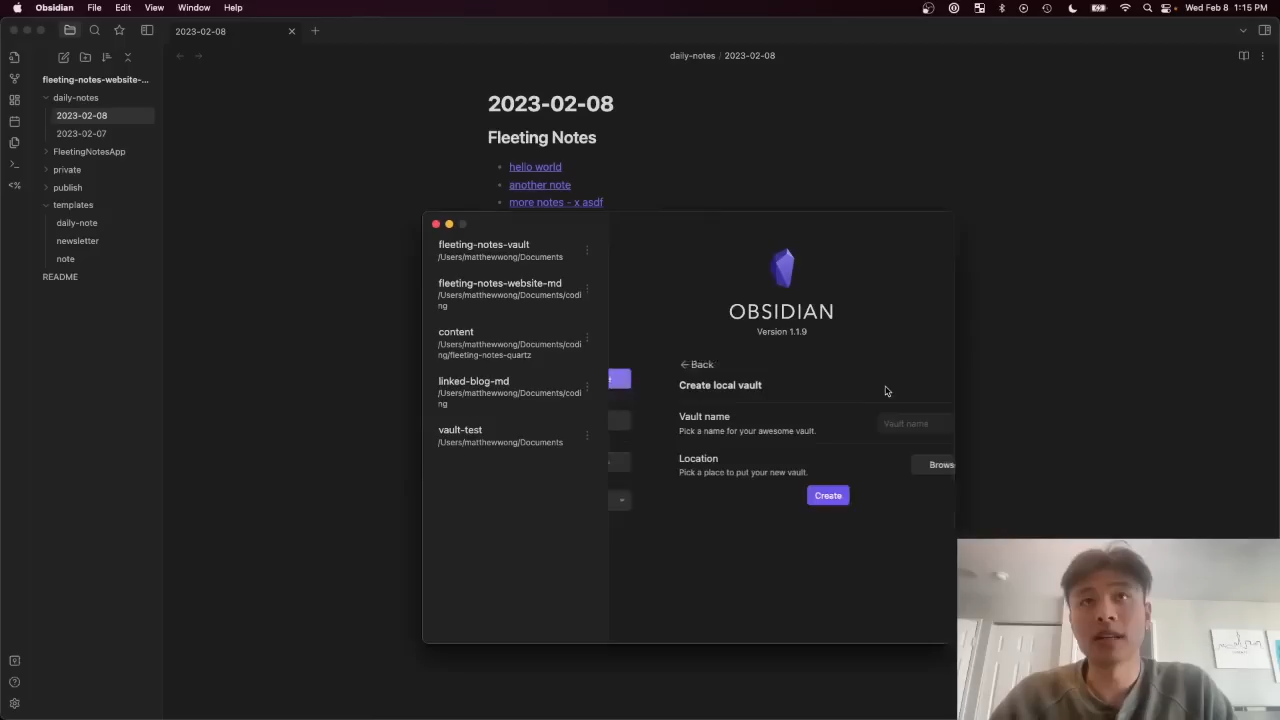 Obsidian File Edit View Window Help
Wed Feb 8 1:15 PM
2023-02-08
daily-notes / 2023-02-08
fleeting-notes-website-...
daily-notes
2023-02-08
2023-02-07
FleetingNotesApp
private
publish
templates
daily-note
newsletter
note
README
2023-02-08
Fleeting Notes
hello world
another note
more notes - x asdf
fleeting-notes-vault
/Users/matthewwong/Documents
fleeting-notes-website-md
/Users/matthewwong/Documents/codi
ng
content
/Users/matthewwong/Documents/codi
ng/fleeting-notes-quartz
linked-blog-md
/Users/matthewwong/Documents/codi
ng
vault-test
/Users/matthewwong/Documents
OBSIDIAN
Version 1.1.9
Back
Create local vault
Vault name
Pick a name for your awesome vault.
Vault name
Location
Pick a place to put your new vault.
Brows
Create